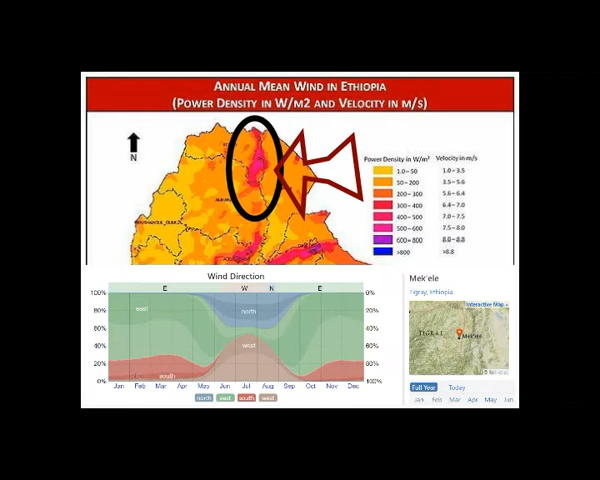 ANNUAL MEAN WIND IN ETHIOPIA
(POWER DENSITY IN W/M2 AND VELOCITY IN M/S)
N
Power Density in W/m² Velocity in m/s
1.0–50 1.0–3.5
50–200 3.5–5.6
200–300 5.6–6.4
300–400 6.4–7.0
400–500 7.0–7.5
500–600 7.5–8.0
600–800 8.0–8.8
>800 >8.8
Wind Direction
E W N E
100% 0%
80% 20%
60% 40%
40% 60%
20% 80%
0% 100%
east
north
west
south
Jan Feb Mar Apr May Jun Jul Aug Sep Oct Nov Dec
north east south west
Mek'ele
Tigray, Ethiopia
Interactive Map
TIGRAI
Mek'ele
Full Year Today
Jan Feb Mar Apr May Jun